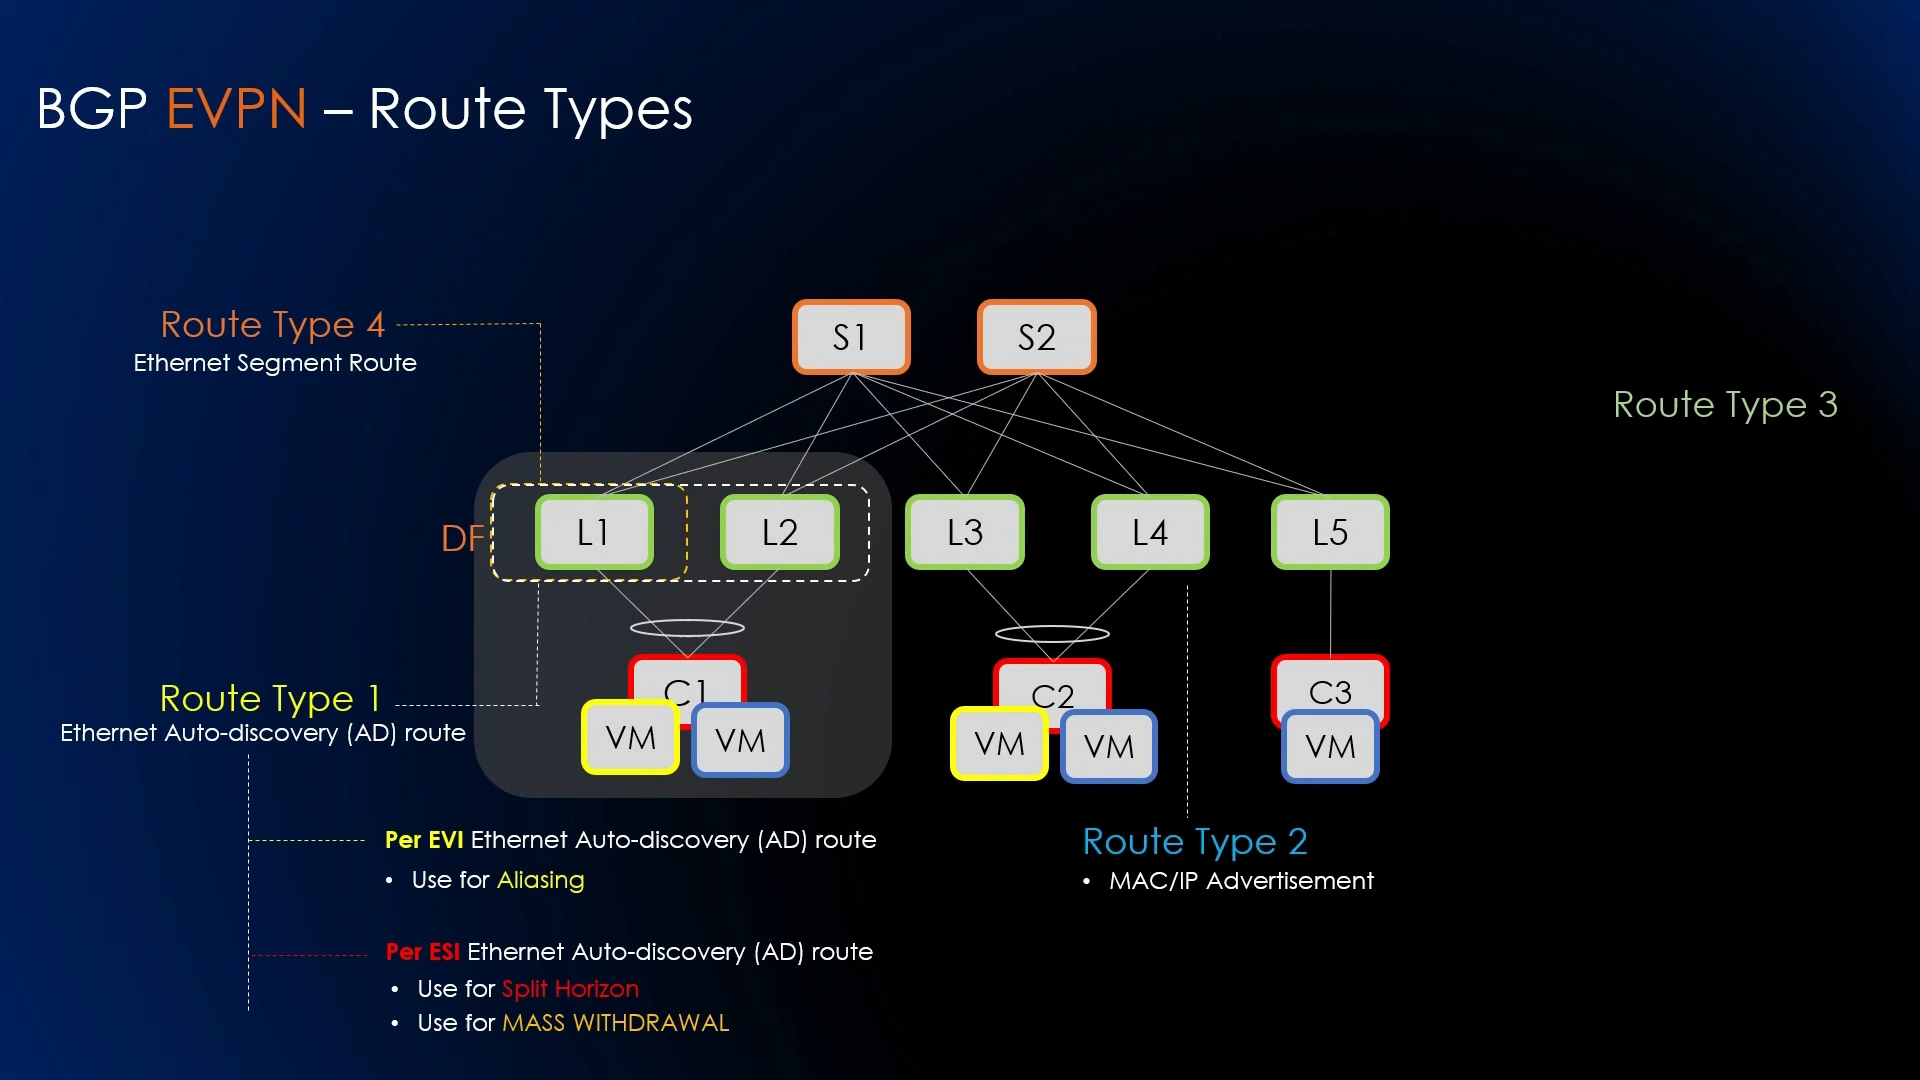 BGP EVPN – Route Types
Route Type 4
Ethernet Segment Route
S1
S2
Route Type 3
DF
L1
L2
L3
L4
L5
C1
VM
VM
C2
VM
VM
C3
VM
Route Type 1
Ethernet Auto-discovery (AD) route
Per EVI Ethernet Auto-discovery (AD) route
• Use for Aliasing
Per ESI Ethernet Auto-discovery (AD) route
• Use for Split Horizon
• Use for MASS WITHDRAWAL
Route Type 2
• MAC/IP Advertisement